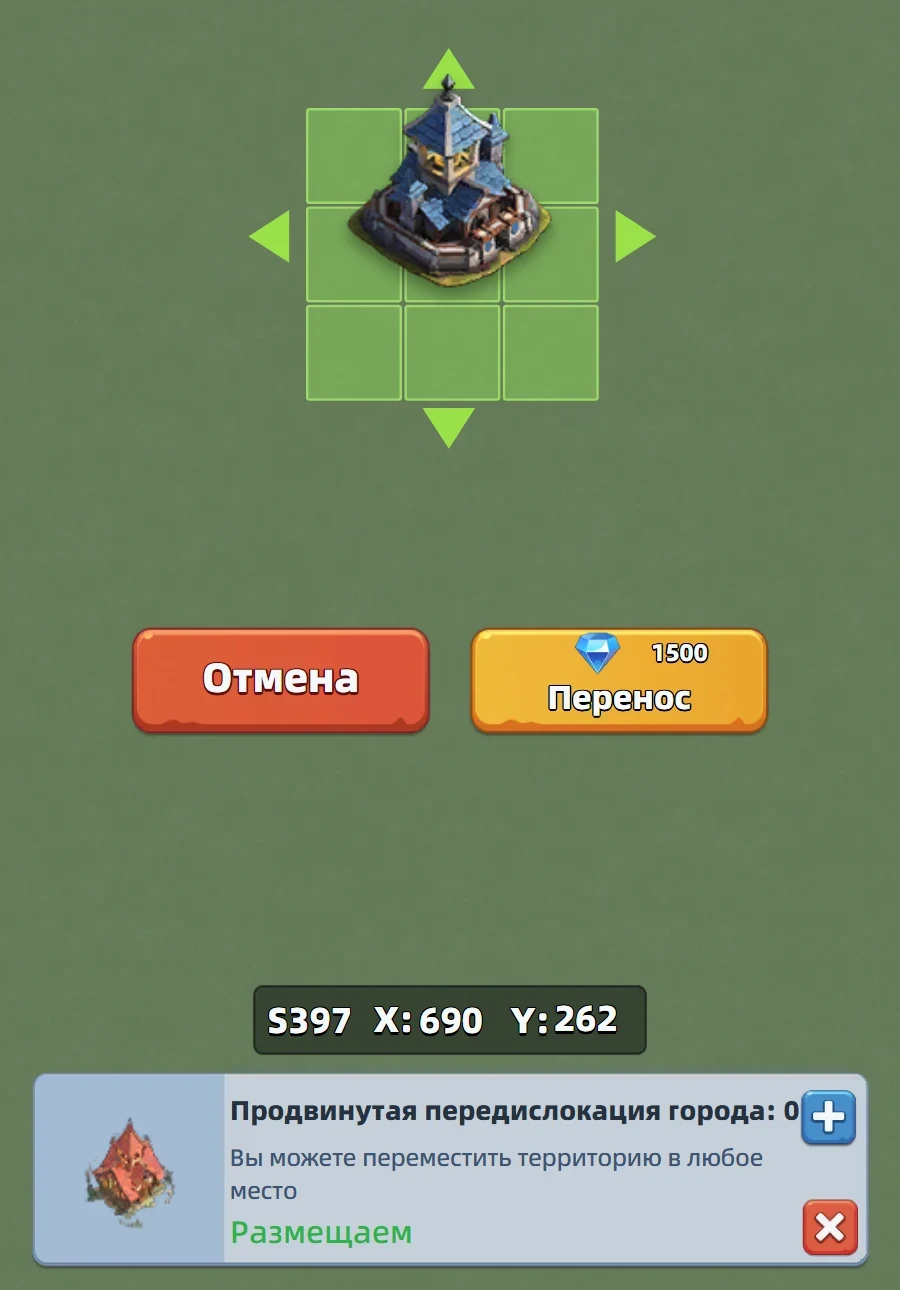 Отмена
1500
Перенос
S397 X: 690 Y: 262
Продвинутая передислокация города: 0
Вы можете переместить территорию в любое
место
Размещаем